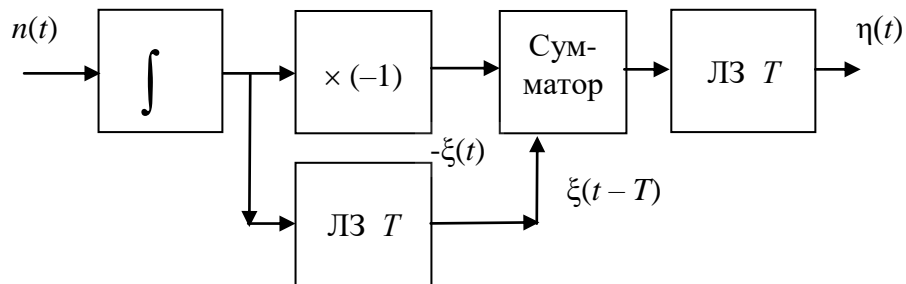 n(t)
∫
× (–1)
Сум-
матор
ЛЗ T
η(t)
-ξ(t)
ЛЗ T
ξ(t – T)